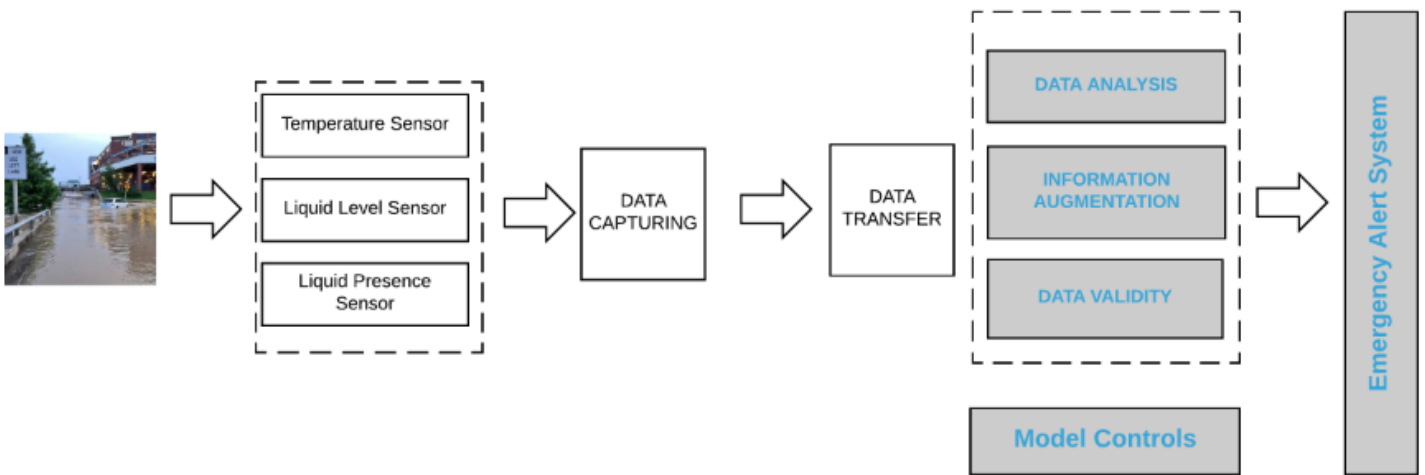 Temperature Sensor
Liquid Level Sensor
Liquid Presence
Sensor
DATA
CAPTURING
DATA
TRANSFER
DATA ANALYSIS
INFORMATION
AUGMENTATION
DATA VALIDITY
Model Controls
Emergency Alert System